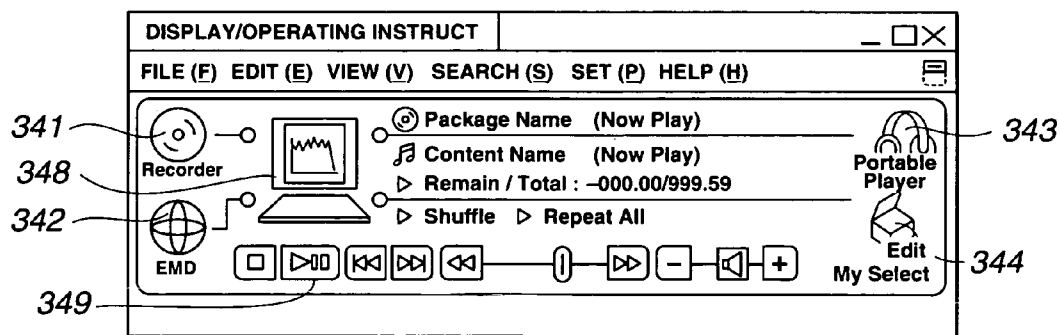 DISPLAY/OPERATING INSTRUCT
FILE (F) EDIT (E) VIEW (V) SEARCH (S) SET (P) HELP (H)
341
Recorder
348
342
EMD
349
Package Name (Now Play)
Content Name (Now Play)
Remain / Total : –000.00/999.59
Shuffle Repeat All
343
Portable
Player
Edit
My Select
344